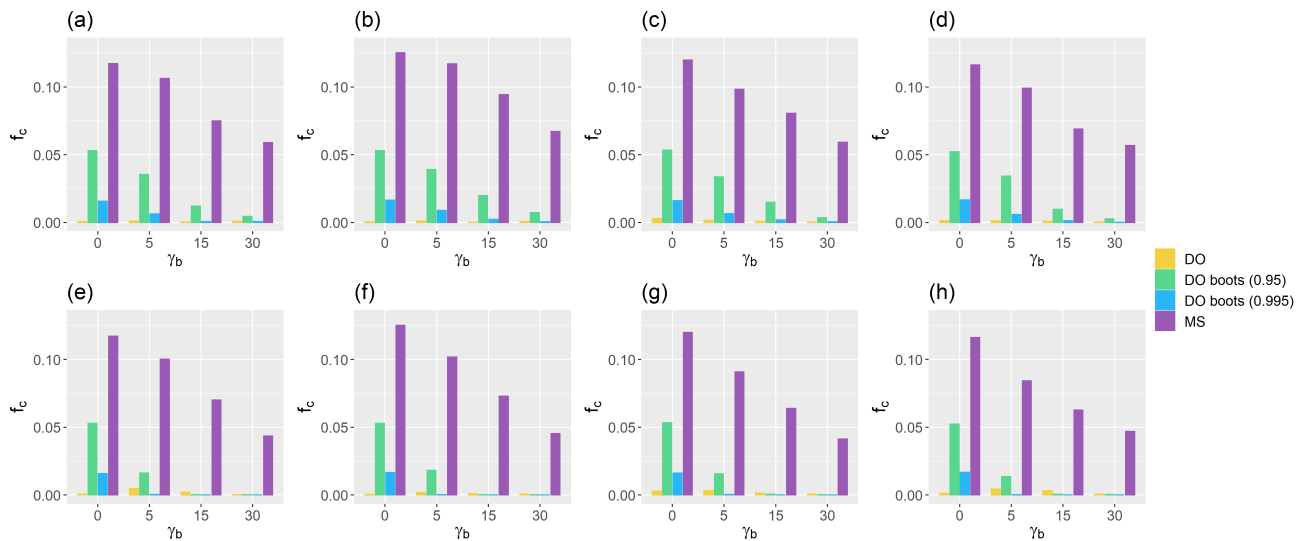 (a) (b) (c) (d)
0.10 0.10 0.10 0.10
f_c f_c f_c f_c
0.05 0.05 0.05 0.05
0.00 0.00 0.00 0.00
0 5 15 30 0 5 15 30 0 5 15 30 0 5 15 30
γ_b γ_b γ_b γ_b
(e) (f) (g) (h)
0.10 0.10 0.10 0.10
f_c f_c f_c f_c
0.05 0.05 0.05 0.05
0.00 0.00 0.00 0.00
0 5 15 30 0 5 15 30 0 5 15 30 0 5 15 30
γ_b γ_b γ_b γ_b
DO
DO boots (0.95)
DO boots (0.995)
MS